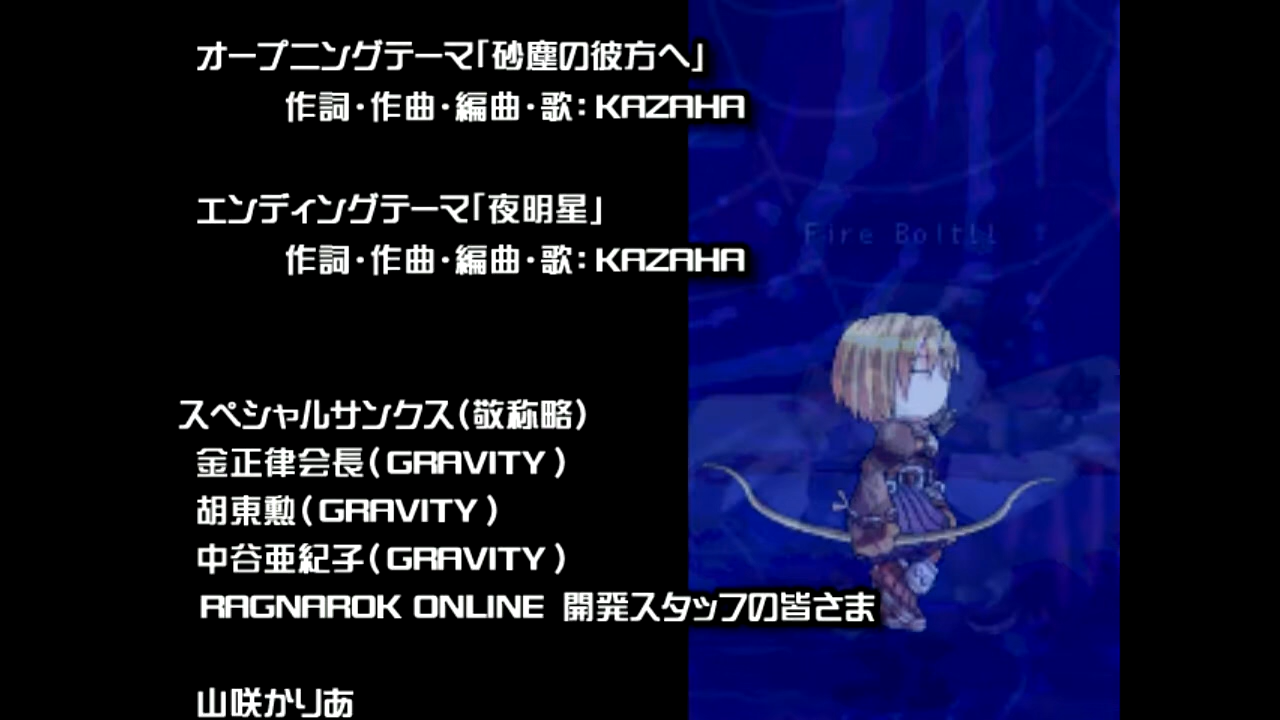 オープニングテーマ「砂塵の彼方へ」
作詞・作曲・編曲・歌：KAZAHA
エンディングテーマ「夜明星」
作詞・作曲・編曲・歌：KAZAHA
Fire Bolt!!
スペシャルサンクス（敬称略）
金正律会長（GRAVITY）
胡東勲（GRAVITY）
中谷亜紀子（GRAVITY）
RAGNAROK ONLINE 開発スタッフの皆さま
山咲かりあ